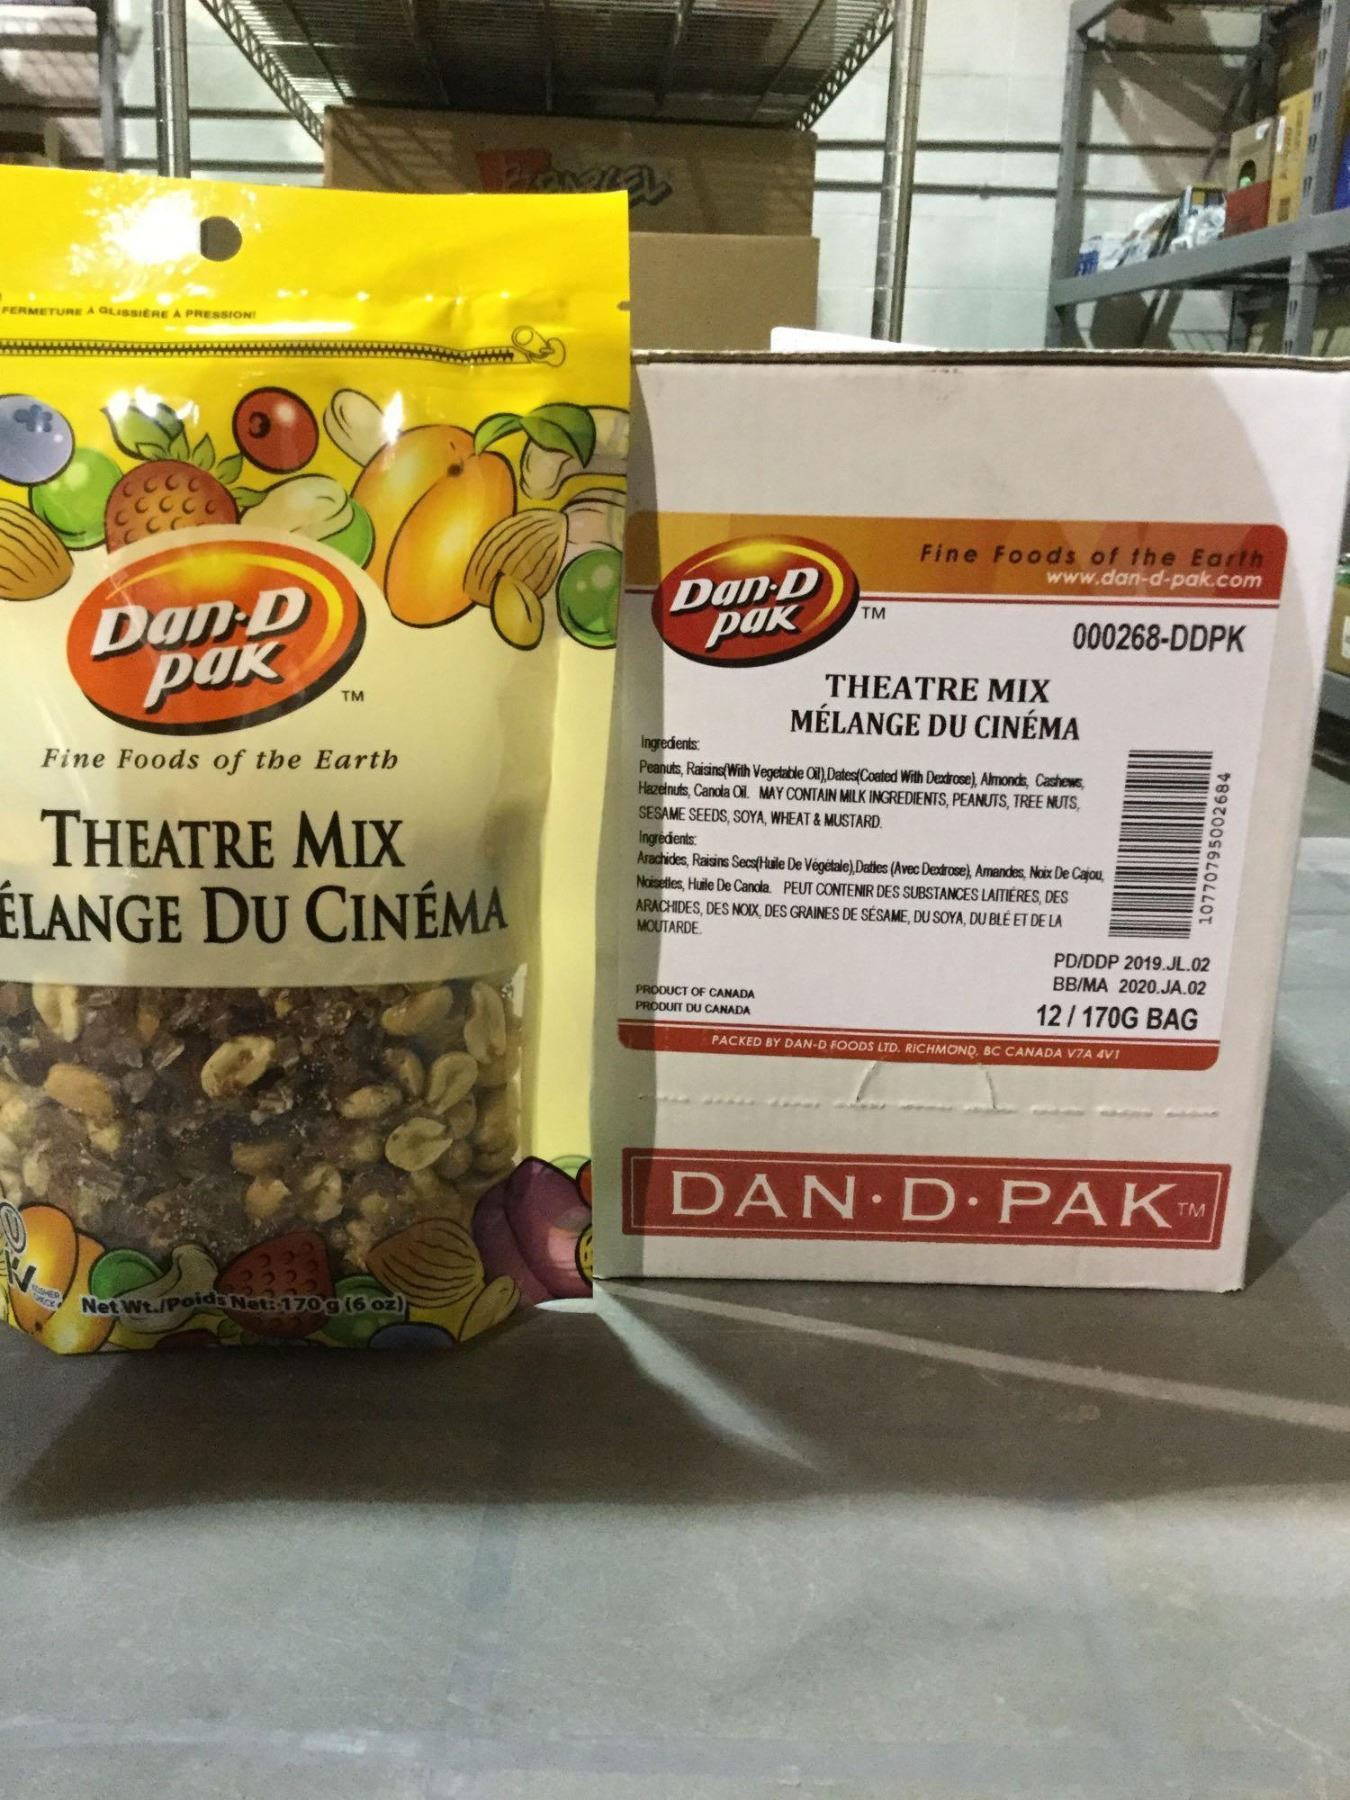 FERMETURE À GLISSIÈRE À PRESSION!
Dan·D
pak
TM
Fine Foods of the Earth
THEATRE MIX
ÉLANGE DU CINÉMA
Net Wt./Poids Net: 170 g (6 oz)
Dan·D
pak
TM
Fine Foods of the Earth
www.dan-d-pak.com
000268-DDPK
THEATRE MIX
MÉLANGE DU CINÉMA
Ingredients:
Peanuts, Raisins(With Vegetable Oil),Dates(Coated With Dextrose), Almonds, Cashews,
Hazelnuts, Canola Oil. MAY CONTAIN MILK INGREDIENTS, PEANUTS, TREE NUTS,
SESAME SEEDS, SOYA, WHEAT & MUSTARD.
Ingredients:
Arachides, Raisins Secs(Huile De Végétale),Dattes (Avec Dextrose), Amandes, Noix De Cajou,
Noisettes, Huile De Canola. PEUT CONTENIR DES SUBSTANCES LAITIÉRES, DES
ARACHIDES, DES NOIX, DES GRAINES DE SÉSAME, DU SOYA, DU BLÉ ET DE LA
MOUTARDE.
10770795002684
PD/DDP 2019.JL.02
BB/MA 2020.JA.02
12 / 170G BAG
PRODUCT OF CANADA
PRODUIT DU CANADA
PACKED BY DAN-D FOODS LTD. RICHMOND, BC CANADA V7A 4V1
DAN·D·PAK TM